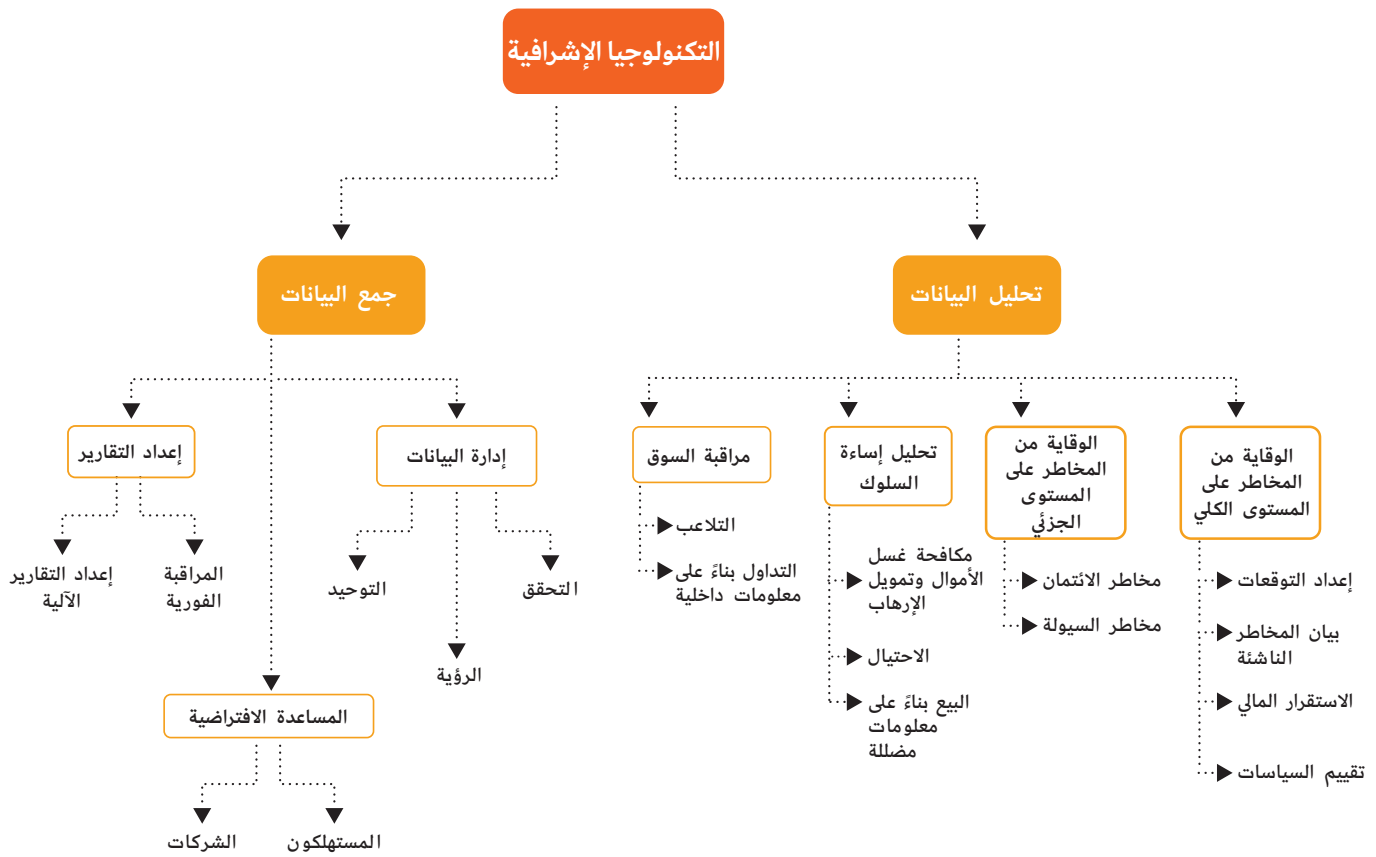 التكنولوجيا الإشرافية
تحليل البيانات
جمع البيانات
الوقاية من
المخاطر على
المستوى الكلي
إعداد التوقعات
بيان المخاطر
الناشئة
الاستقرار المالي
تقييم السياسات
الوقاية من
المخاطر على
المستوى
الجزئي
مخاطر الائتمان
مخاطر السيولة
تحليل إساءة
السلوك
مكافحة غسل
الأموال وتمويل
الإرهاب
الاحتيال
البيع بناءً على
معلومات
مضللة
مراقبة السوق
التلاعب
التداول بناءً على
معلومات داخلية
إدارة البيانات
التحقق
الرؤية
التوحيد
إعداد التقارير
المراقبة
الفورية
إعداد التقارير
الآلية
المساعدة الافتراضية
المستهلكون
الشركات